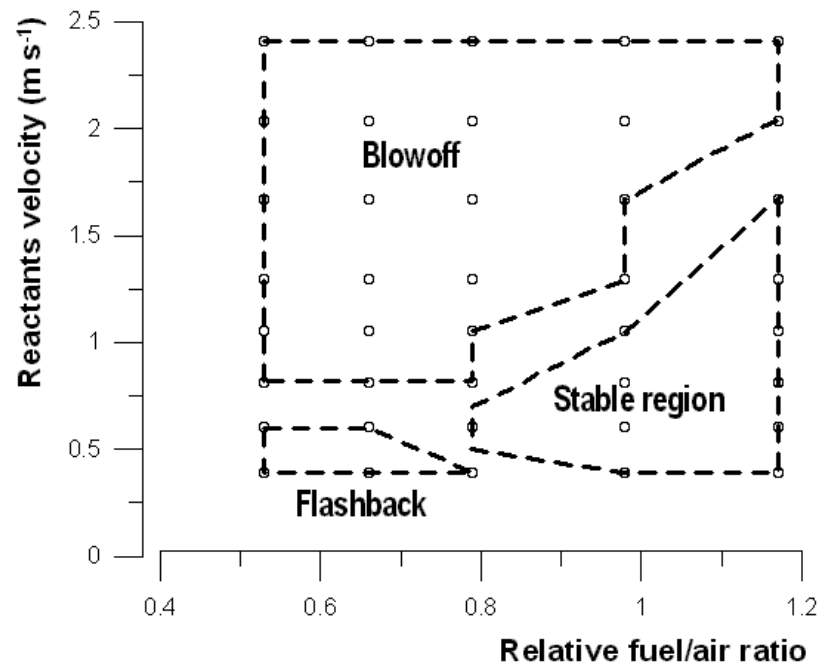 Reactants velocity (m s-1)
2.5
2
1.5
1
0.5
0
Blowoff
Stable region
Flashback
0.4
0.6
0.8
1
1.2
Relative fuel/air ratio